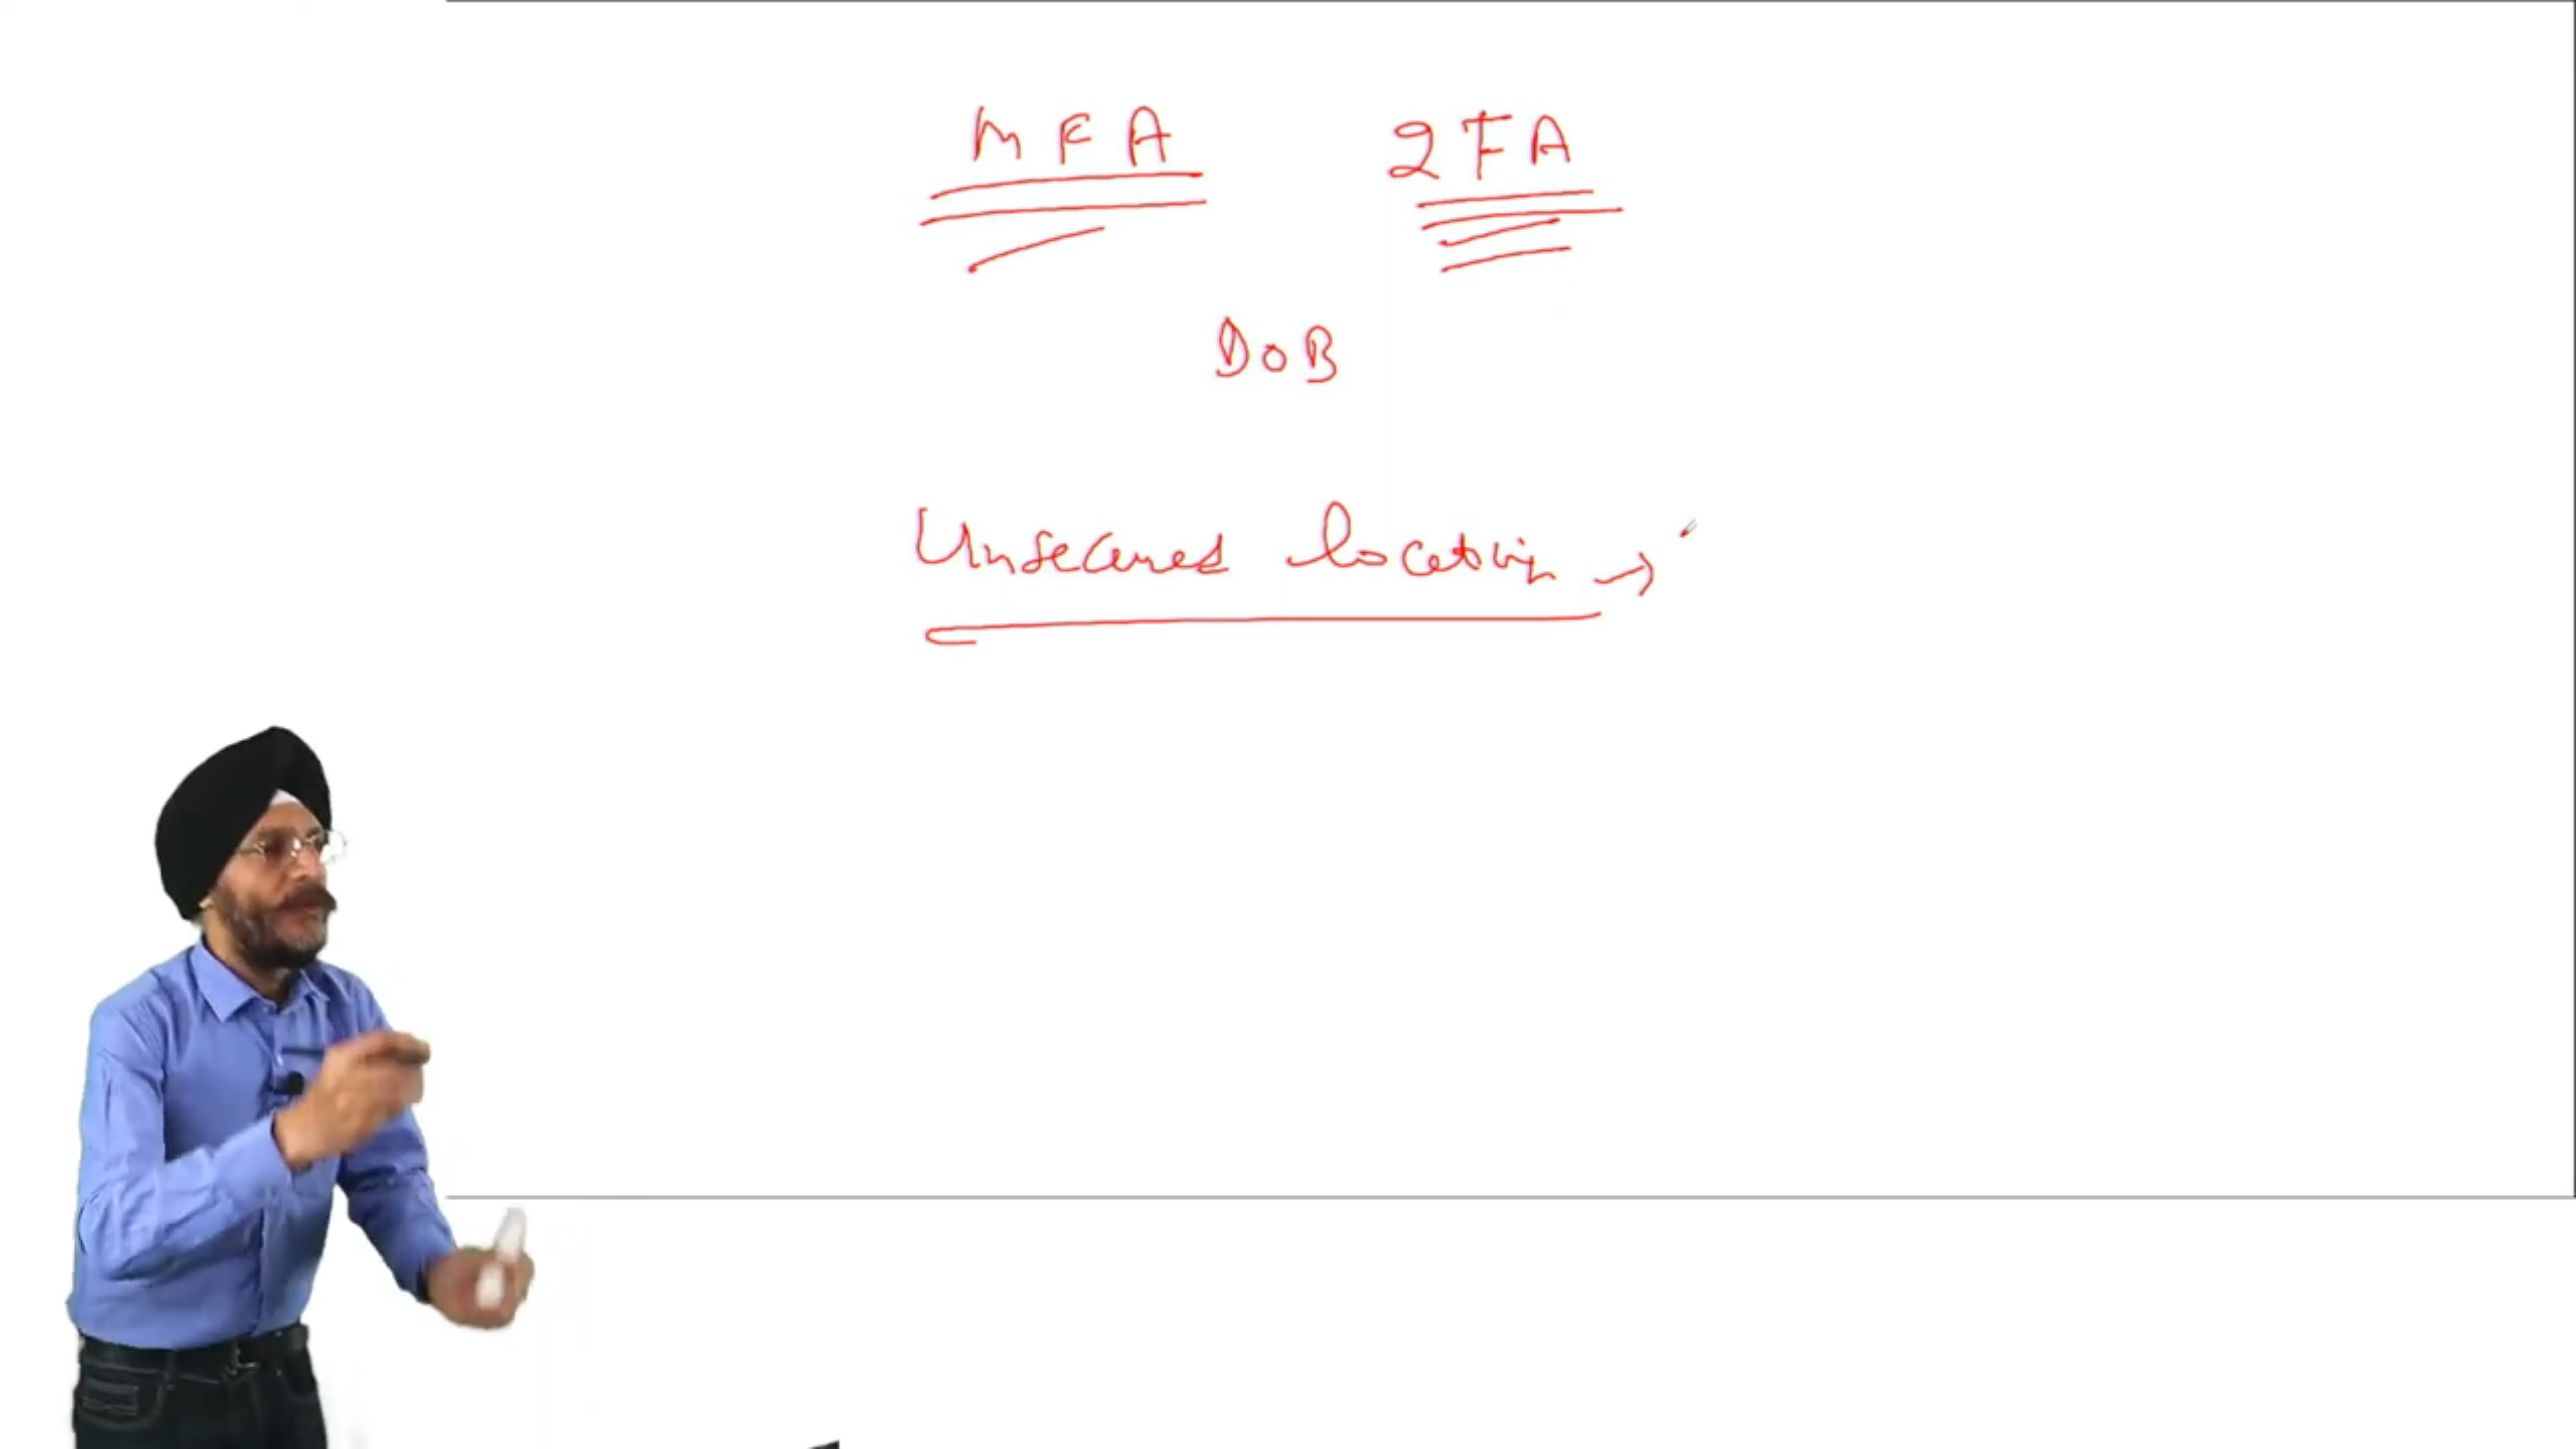 MFA 2FA
DOB
Unsecured location →